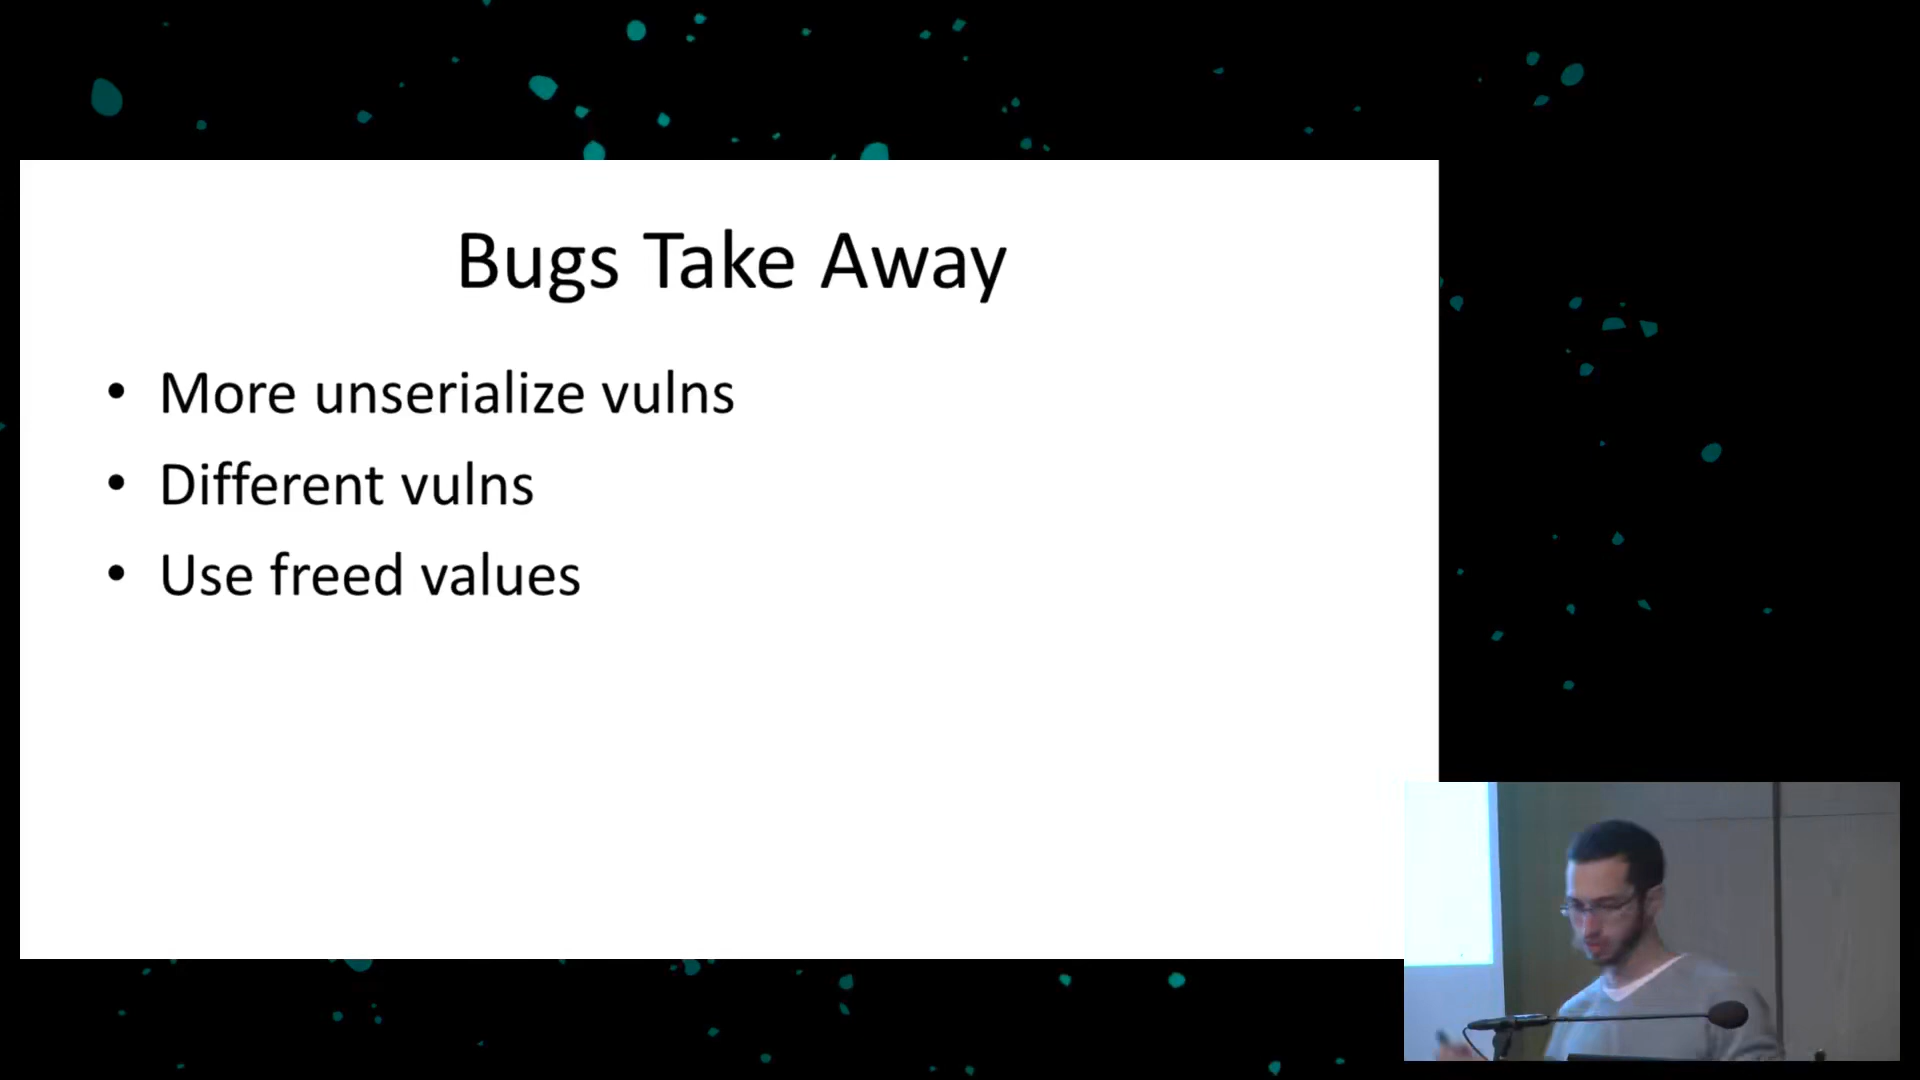 Bugs Take Away
• More unserialize vulns
• Different vulns
• Use freed values